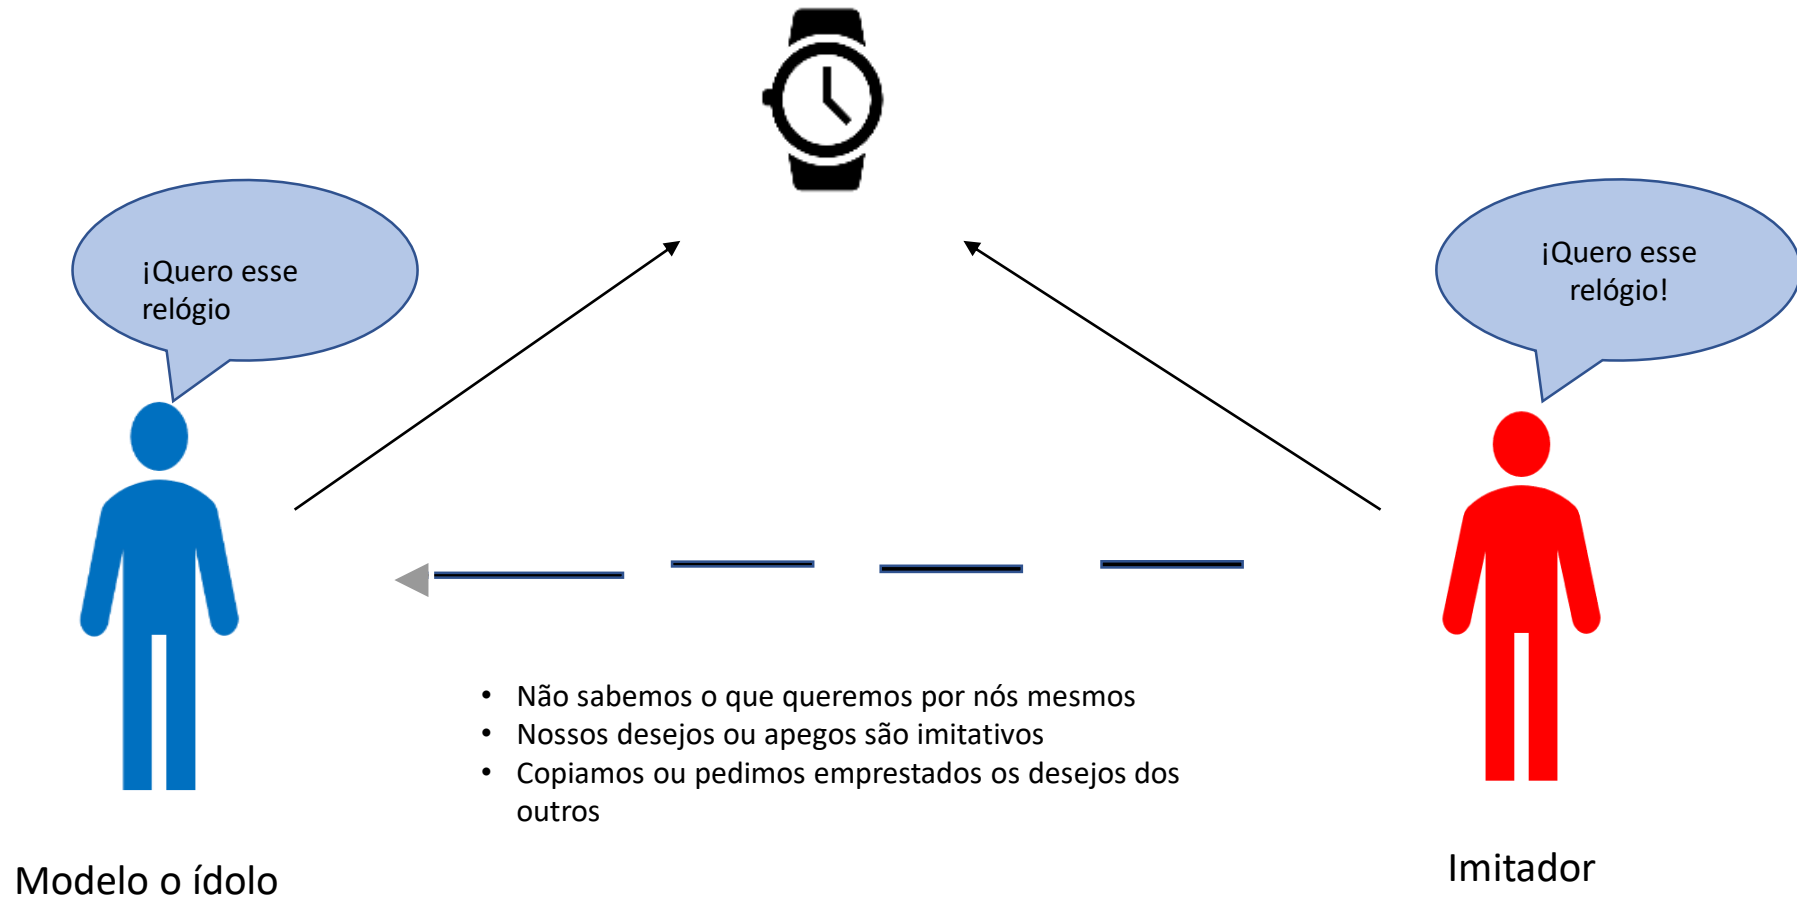 ¡Quero esse
relógio
¡Quero esse
relógio!
• Não sabemos o que queremos por nós mesmos
• Nossos desejos ou apegos são imitativos
• Copiamos ou pedimos emprestados os desejos dos
outros
Modelo o ídolo
Imitador